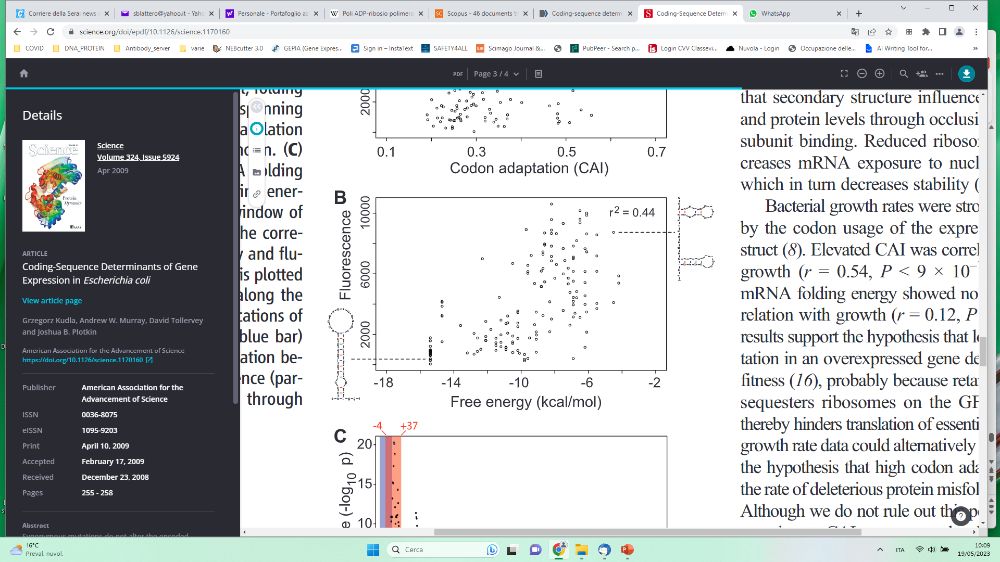 Corriere della Sera: news e
sblattero@yahoo.it - Yaho
Personale - Portafoglio az
Poli ADP-ribosio polimera
Scopus - 46 documents th
Coding-sequence determ
Coding-Sequence Determ
WhatsApp
science.org/doi/epdf/10.1126/science.1170160
COVID
DNA_PROTEIN
Antibody_server
varie
NEBcutter 3.0
GEPIA (Gene Expres...
Sign in – InstaText
SAFETY4ALL
Scimago Journal &...
PubPeer - Search p...
Login CVV Classevi...
Nuvola - Login
Occupazione delle...
AI Writing Tool for...
PDF
Page 3 / 4
Details
Science
Protein
Dynamics
AAAS
Science
Volume 324, Issue 5924
Apr 2009
ARTICLE
Coding-Sequence Determinants of Gene
Expression in Escherichia coli
View article page
Grzegorz Kudla, Andrew W. Murray, David Tollervey
and Joshua B. Plotkin
American Association for the Advancement of Science
https://doi.org/10.1126/science.1170160
Publisher
American Association for the
Advancement of Science
ISSN
0036-8075
eISSN
1095-9203
Print
April 10, 2009
Accepted
February 17, 2009
Received
December 23, 2008
Pages
255 - 258
Abstract
Synonymous mutations do not alter the encoded
folding
nning
lation
n. (C)
olding
ener-
indow of
he corre-
y and flu-
is plotted
along the
cations of
blue bar)
ation be-
nce (par-
through
2000
0.1
0.3
0.5
0.7
Codon adaptation (CAI)
B
Fluorescence
10000
6000
2000
r2 = 0.44
-18
-14
-10
-6
-2
Free energy (kcal/mol)
C
-4
+37
20
15
10
e (-log10 p)
that secondary structure influence
and protein levels through occlusi
subunit binding. Reduced riboso
creases mRNA exposure to nucl
which in turn decreases stability (
Bacterial growth rates were stro
by the codon usage of the expre
struct (8). Elevated CAI was correl
growth (r = 0.54, P < 9 × 10−
mRNA folding energy showed no
relation with growth (r = 0.12, P
results support the hypothesis that l
tation in an overexpressed gene de
fitness (16), probably because reta
sequesters ribosomes on the GF
thereby hinders translation of essenti
growth rate data could alternatively
the hypothesis that high codon ada
the rate of deleterious protein misfol
Although we do not rule out this p
16°C
Preval. nuvol.
Cerca
ITA
10:09
19/05/2023